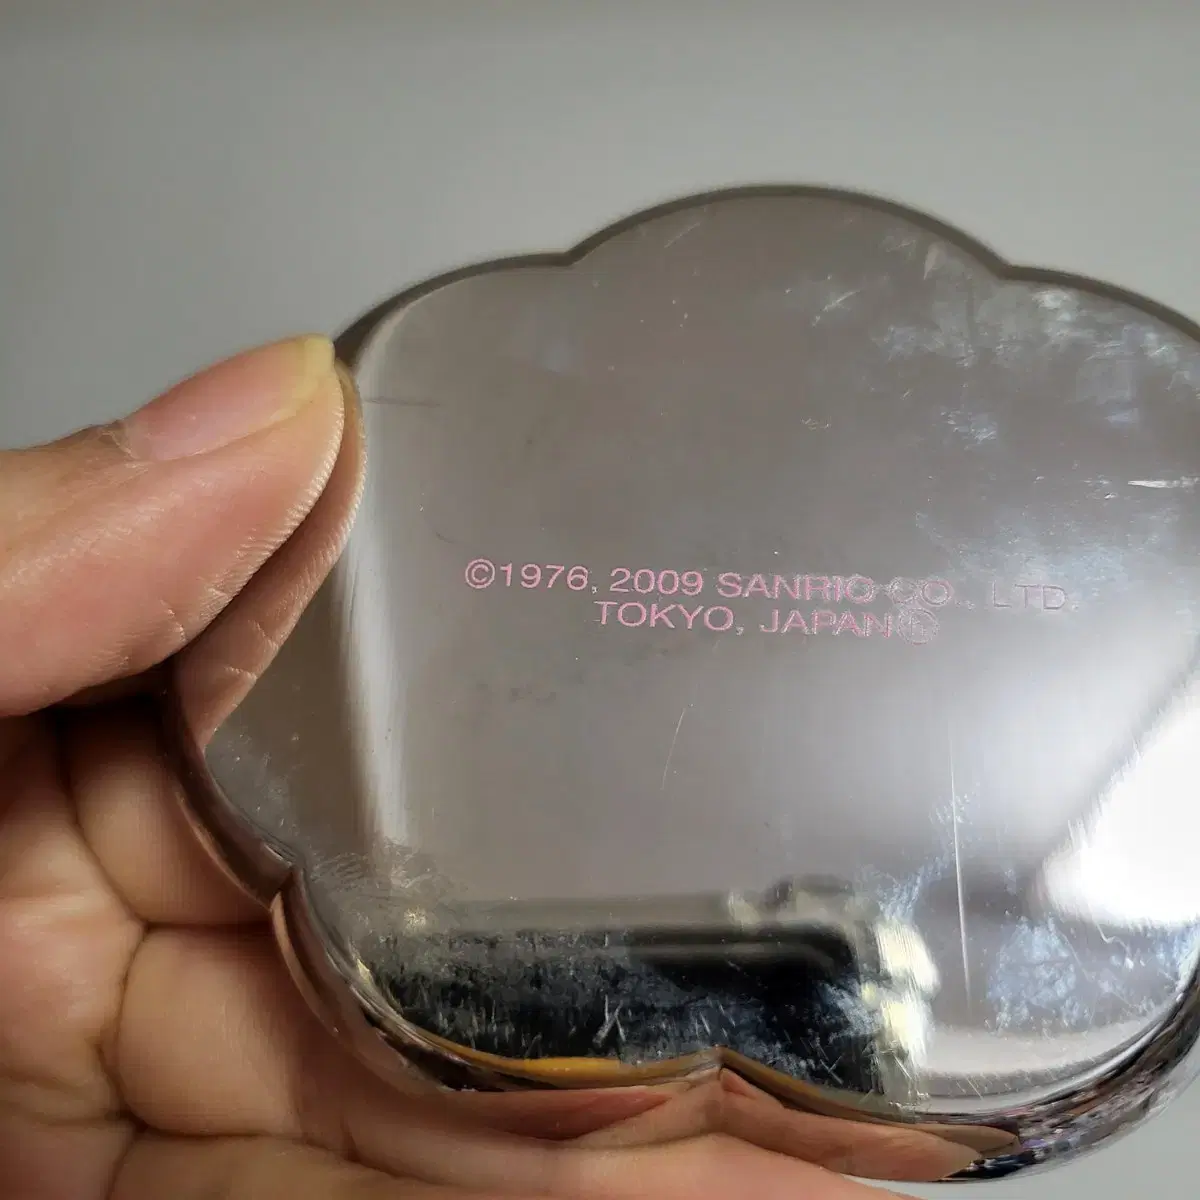 ©1976, 2009 SANRIO CO., LTD.
TOKYO, JAPAN